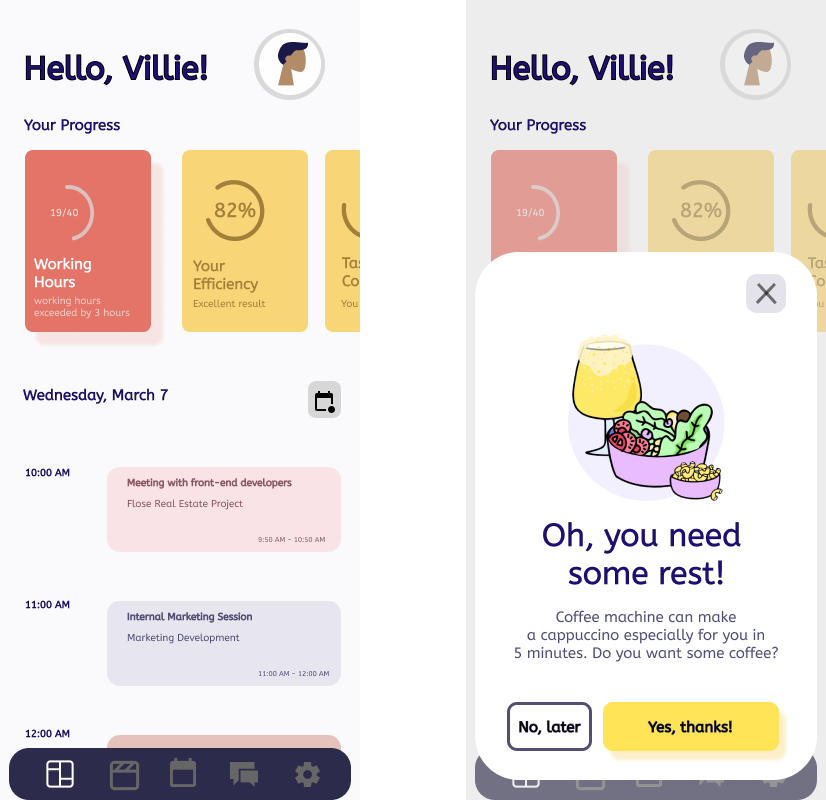 Hello, Villie!
Your Progress
19/40
Working
Hours
working hours
exceeded by 3 hours
82%
Your
Efficiency
Excellent result
Tas
Co
You
Wednesday, March 7
10:00 AM
Meeting with front-end developers
Flose Real Estate Project
9:50 AM - 10:50 AM
11:00 AM
Internal Marketing Session
Marketing Development
11:00 AM - 12:00 AM
12:00 AM
Hello, Villie!
Your Progress
19/40
82%
Tas
Co
You
Oh, you need
some rest!
Coffee machine can make
a cappuccino especially for you in
5 minutes. Do you want some coffee?
No, later
Yes, thanks!